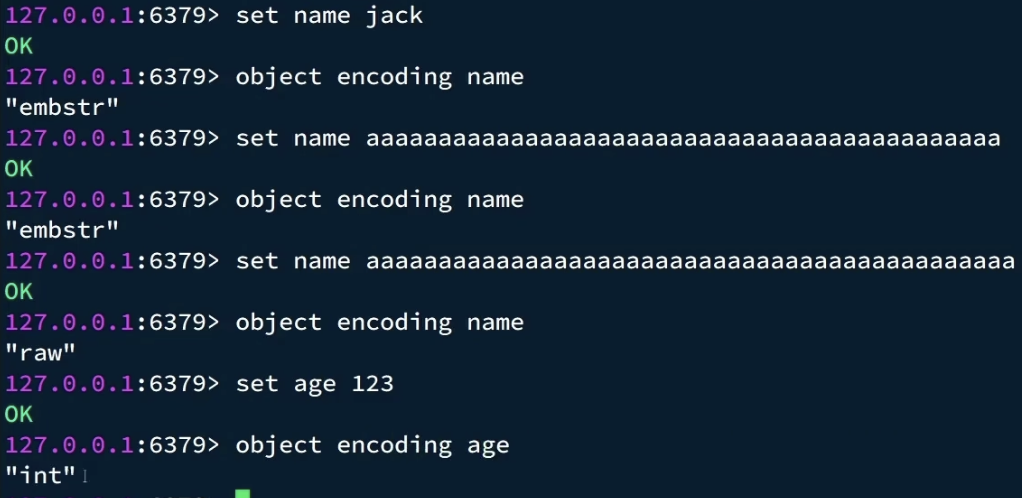 127.0.0.1:6379> set name jack
OK
127.0.0.1:6379> object encoding name
"embstr"
127.0.0.1:6379> set name aaaaaaaaaaaaaaaaaaaaaaaaaaaaaaaaaaaaaaaaaaaa
OK
127.0.0.1:6379> object encoding name
"embstr"
127.0.0.1:6379> set name aaaaaaaaaaaaaaaaaaaaaaaaaaaaaaaaaaaaaaaaaaaaa
OK
127.0.0.1:6379> object encoding name
"raw"
127.0.0.1:6379> set age 123
OK
127.0.0.1:6379> object encoding age
"int"